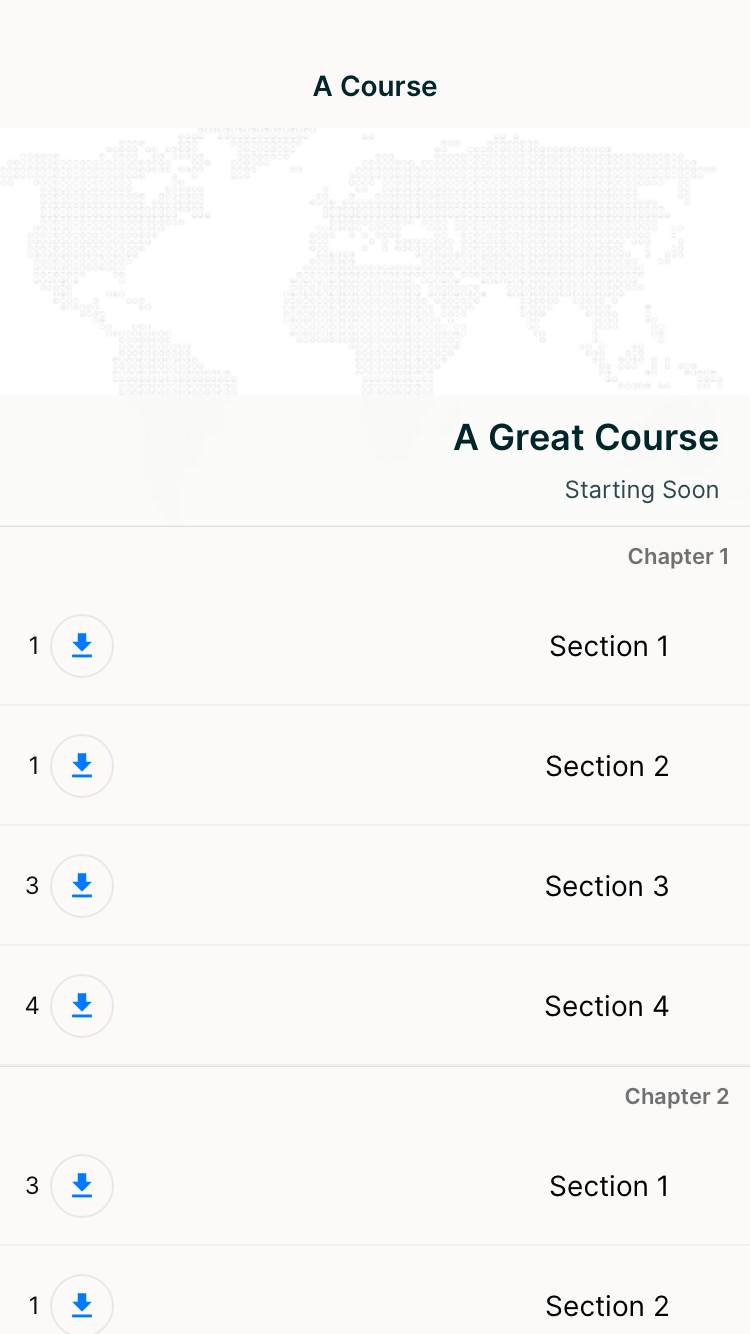 A Course
A Great Course
Starting Soon
Chapter 1
1 Section 1
1 Section 2
3 Section 3
4 Section 4
Chapter 2
3 Section 1
1 Section 2